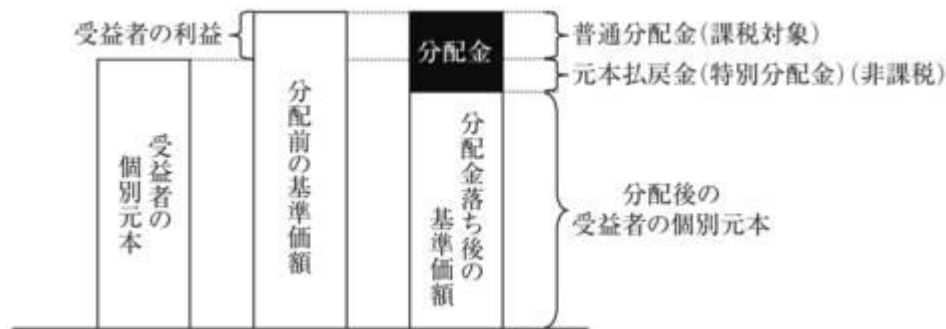 受益者の利益
分配金
普通分配金(課税対象)
元本払戻金(特別分配金)(非課税)
受益者の
個別元本
分配前の基準価額
分配金落ち後の
基準価額
分配後の
受益者の個別元本